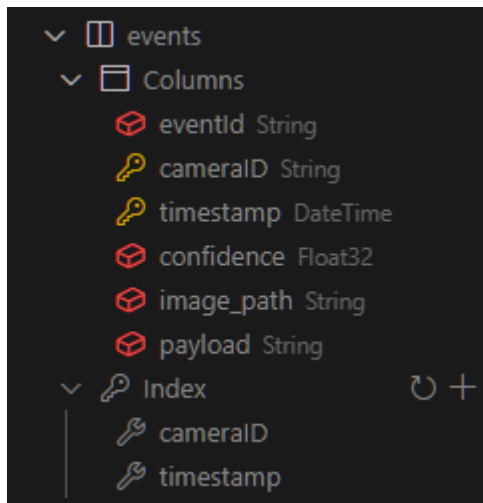 events
Columns
eventId String
cameraID String
timestamp DateTime
confidence Float32
image_path String
payload String
Index
cameraID
timestamp